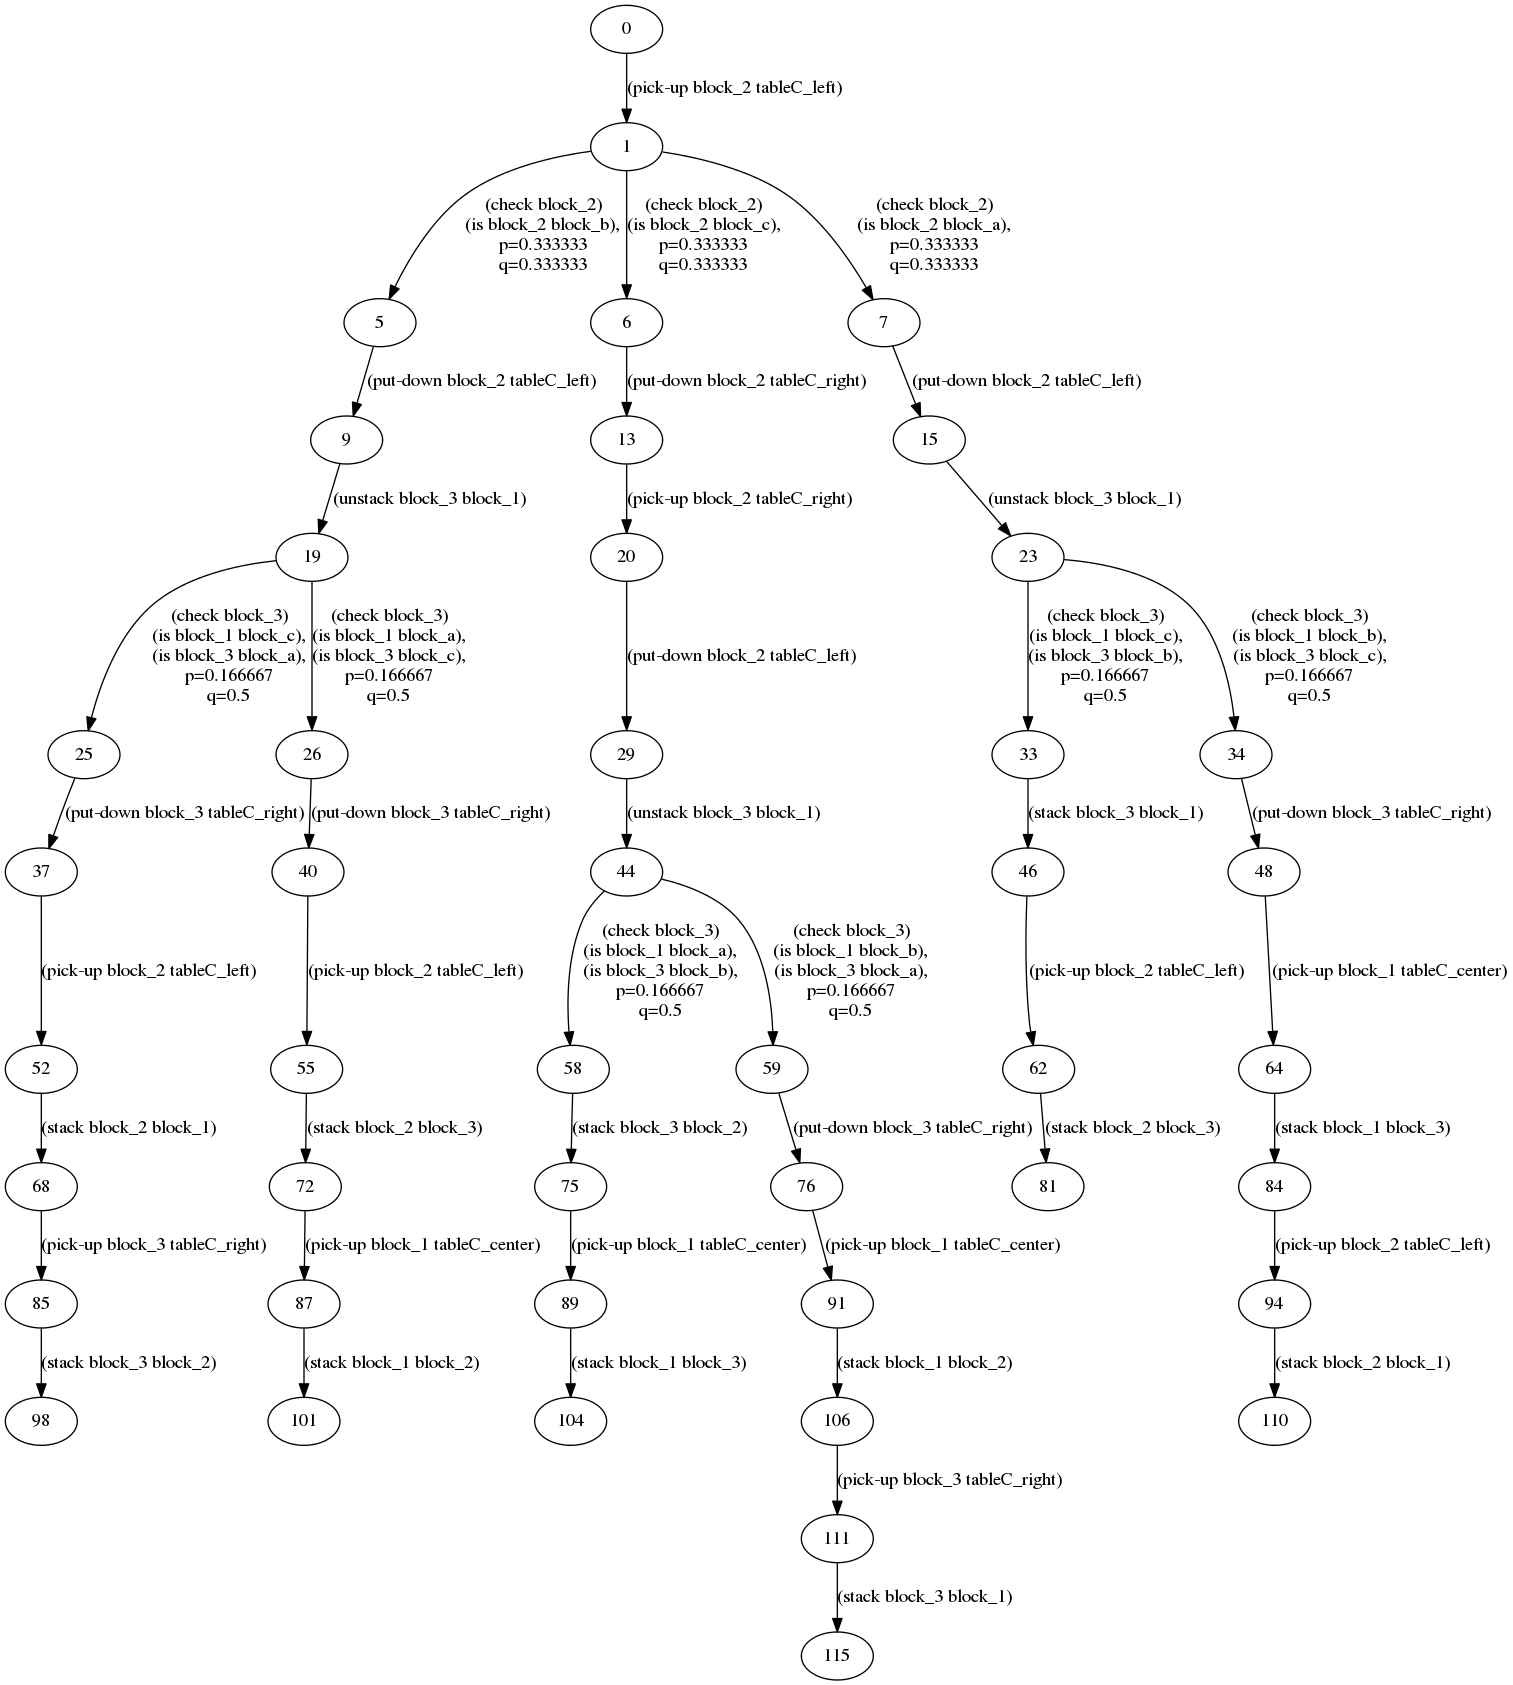 0
(pick-up block_2 tableC_left)
1
(check block_2)
(is block_2 block_b),
p=0.333333
q=0.333333
(check block_2)
(is block_2 block_c),
p=0.333333
q=0.333333
(check block_2)
(is block_2 block_a),
p=0.333333
q=0.333333
5
6
7
(put-down block_2 tableC_left)
(put-down block_2 tableC_right)
(put-down block_2 tableC_left)
9
13
15
(unstack block_3 block_1)
(pick-up block_2 tableC_right)
(unstack block_3 block_1)
19
20
23
(check block_3)
(is block_1 block_c),
(is block_3 block_a),
p=0.166667
q=0.5
(check block_3)
(is block_1 block_a),
(is block_3 block_c),
p=0.166667
q=0.5
(put-down block_2 tableC_left)
(check block_3)
(is block_1 block_c),
(is block_3 block_b),
p=0.166667
q=0.5
(check block_3)
(is block_1 block_b),
(is block_3 block_c),
p=0.166667
q=0.5
25
26
29
33
34
(put-down block_3 tableC_right)
(put-down block_3 tableC_right)
(unstack block_3 block_1)
(stack block_3 block_1)
(put-down block_3 tableC_right)
37
40
44
46
48
(pick-up block_2 tableC_left)
(pick-up block_2 tableC_left)
(check block_3)
(is block_1 block_a),
(is block_3 block_b),
p=0.166667
q=0.5
(check block_3)
(is block_1 block_b),
(is block_3 block_a),
p=0.166667
q=0.5
(pick-up block_2 tableC_left)
(pick-up block_1 tableC_center)
52
55
58
59
62
64
(stack block_2 block_1)
(stack block_2 block_3)
(stack block_3 block_2)
(put-down block_3 tableC_right)
(stack block_2 block_3)
(stack block_1 block_3)
68
72
75
76
81
84
(pick-up block_3 tableC_right)
(pick-up block_1 tableC_center)
(pick-up block_1 tableC_center)
(pick-up block_1 tableC_center)
(pick-up block_2 tableC_left)
85
87
89
91
94
(stack block_3 block_2)
(stack block_1 block_2)
(stack block_1 block_3)
(stack block_1 block_2)
(stack block_2 block_1)
98
101
104
106
110
(pick-up block_3 tableC_right)
111
(stack block_3 block_1)
115